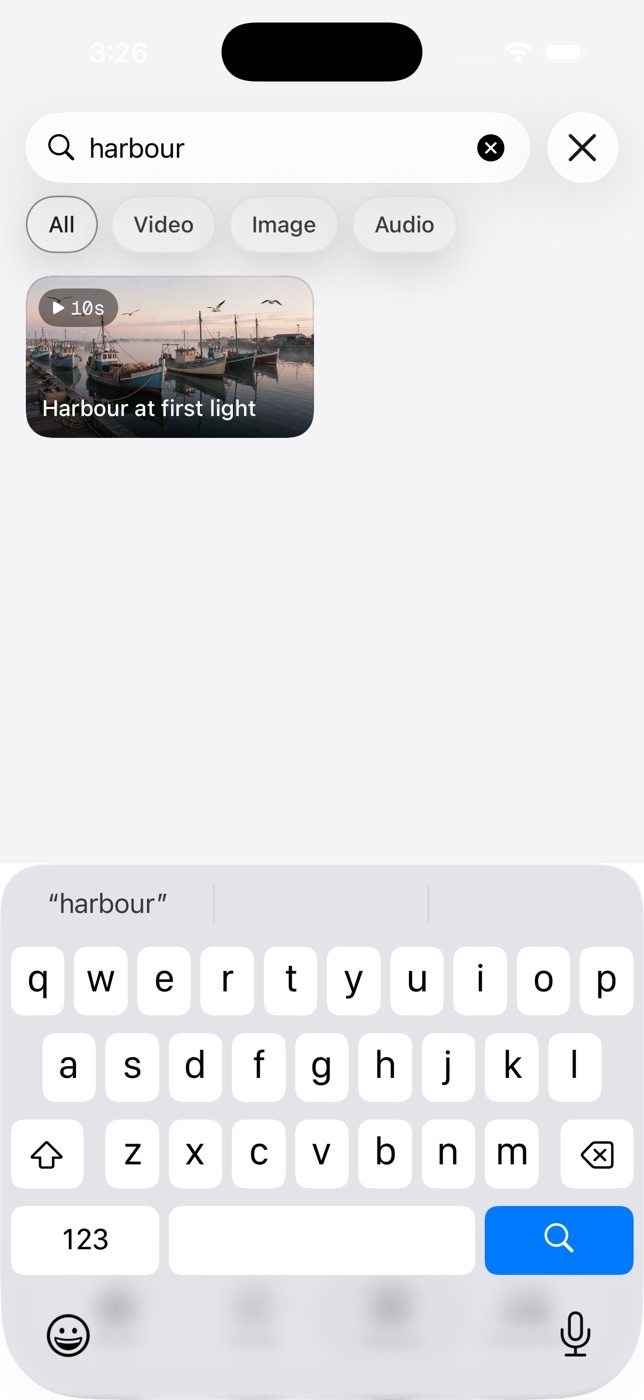 3:26
harbour
All Video Image Audio
10s
Harbour at first light
“harbour”
q w e r t y u i o p
a s d f g h j k l
z x c v b n m
123